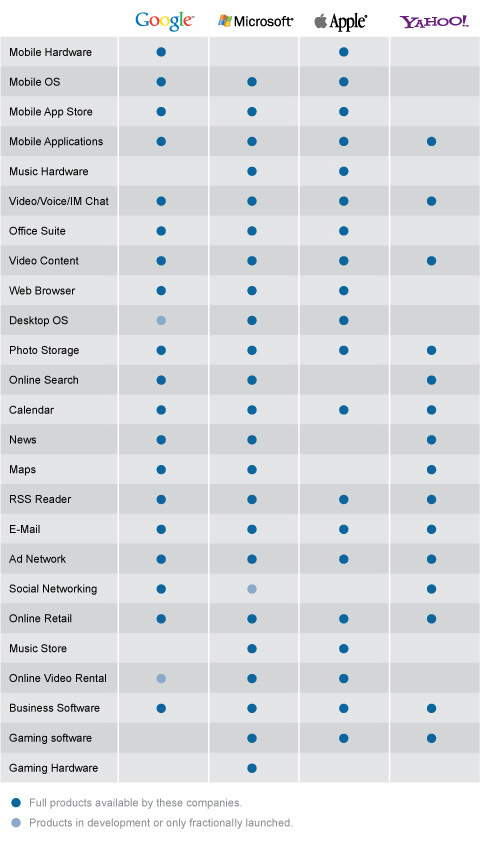 Google Microsoft Apple YAHOO!
Mobile Hardware
Mobile OS
Mobile App Store
Mobile Applications
Music Hardware
Video/Voice/IM Chat
Office Suite
Video Content
Web Browser
Desktop OS
Photo Storage
Online Search
Calendar
News
Maps
RSS Reader
E-Mail
Ad Network
Social Networking
Online Retail
Music Store
Online Video Rental
Business Software
Gaming software
Gaming Hardware
Full products available by these companies.
Products in development or only fractionally launched.